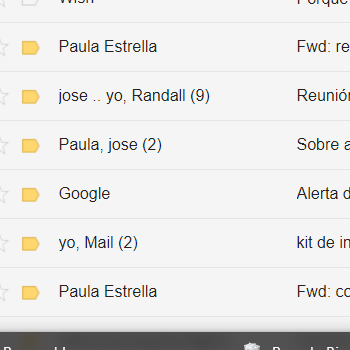 Wish Porque
Paula Estrella Fwd: re
jose .. yo, Randall (9) Reunión
Paula, jose (2) Sobre a
Google Alerta d
yo, Mail (2) kit de in
Paula Estrella Fwd: co